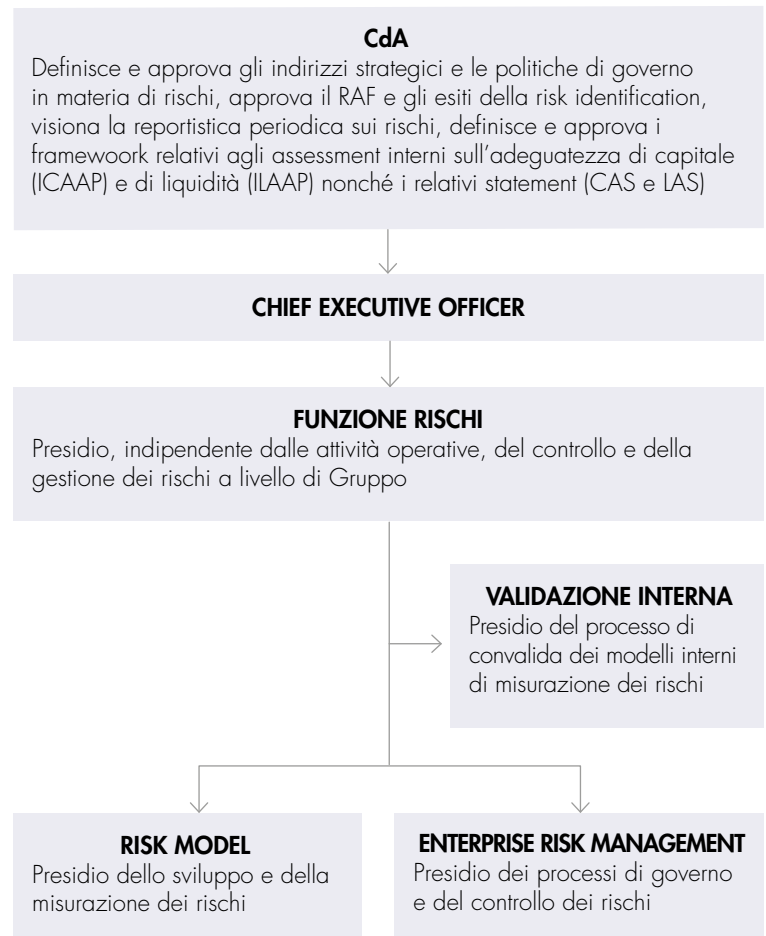 CdA
Definisce e approva gli indirizzi strategici e le politiche di governo
in materia di rischi, approva il RAF e gli esiti della risk identification,
visiona la reportistica periodica sui rischi, definisce e approva i
framewoork relativi agli assessment interni sull'adeguatezza di capitale
(ICAAP) e di liquidità (ILAAP) nonché i relativi statement (CAS e LAS)
CHIEF EXECUTIVE OFFICER
FUNZIONE RISCHI
Presidio, indipendente dalle attività operative, del controllo e della
gestione dei rischi a livello di Gruppo
VALIDAZIONE INTERNA
Presidio del processo di
convalida dei modelli interni
di misurazione dei rischi
RISK MODEL
Presidio dello sviluppo e della
misurazione dei rischi
ENTERPRISE RISK MANAGEMENT
Presidio dei processi di governo
e del controllo dei rischi